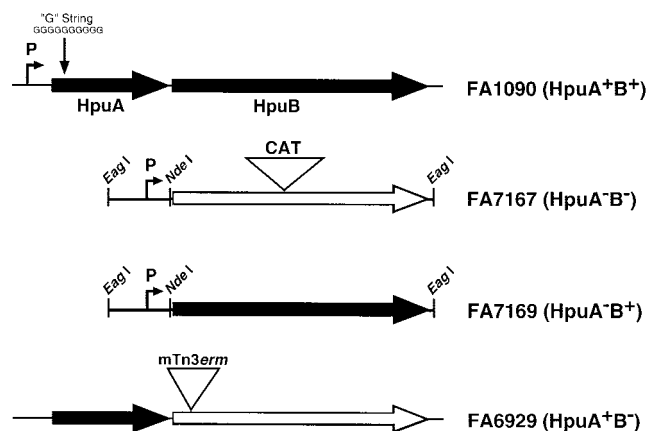 "G" String
GGGGGGGGGG
P
HpuA HpuB FA1090 (HpuA⁺B⁺)
CAT
Eag I P Nde I Eag I
FA7167 (HpuA⁻B⁻)
Eag I P Nde I Eag I
FA7169 (HpuA⁻B⁺)
mTn3erm
FA6929 (HpuA⁺B⁻)